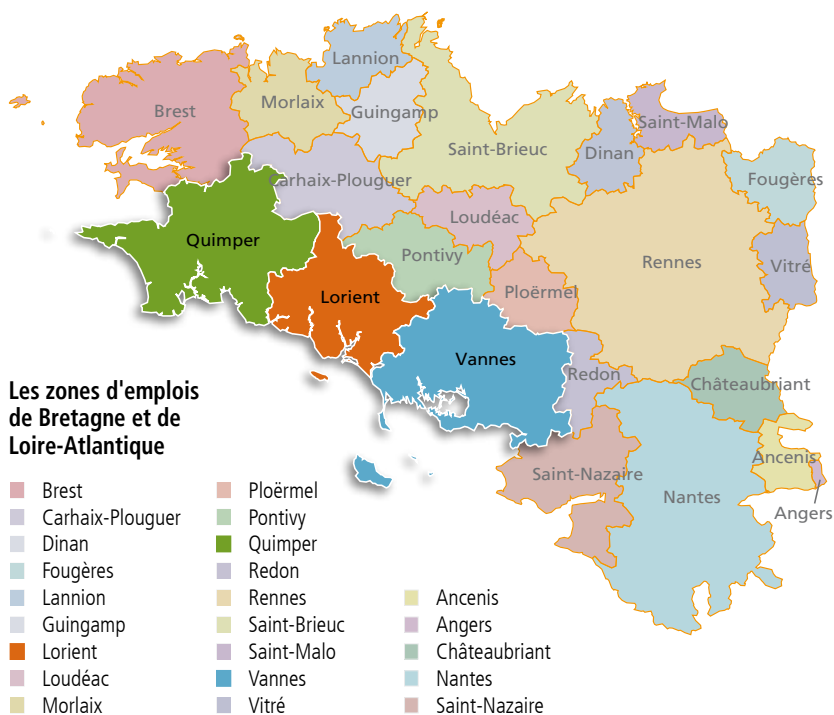 Lannion
Brest
Morlaix
Guingamp
Saint-Malo
Saint-Brieuc
Dinan
Carhaix-Plouguer
Fougères
Loudéac
Quimper
Pontivy
Rennes
Vitré
Lorient
Ploërmel
Vannes
Redon
Châteaubriant
Les zones d'emplois
de Bretagne et de
Loire-Atlantique
Saint-Nazaire
Ancenis
Nantes
Angers
Brest
Carhaix-Plouguer
Dinan
Fougères
Lannion
Guingamp
Lorient
Loudéac
Morlaix
Ploërmel
Pontivy
Quimper
Redon
Rennes
Saint-Brieuc
Saint-Malo
Vannes
Vitré
Ancenis
Angers
Châteaubriant
Nantes
Saint-Nazaire